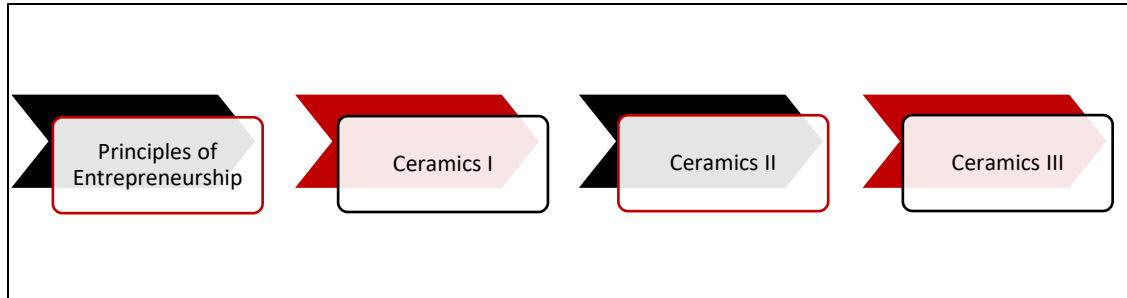 Principles of
Entrepreneurship
Ceramics I
Ceramics II
Ceramics III